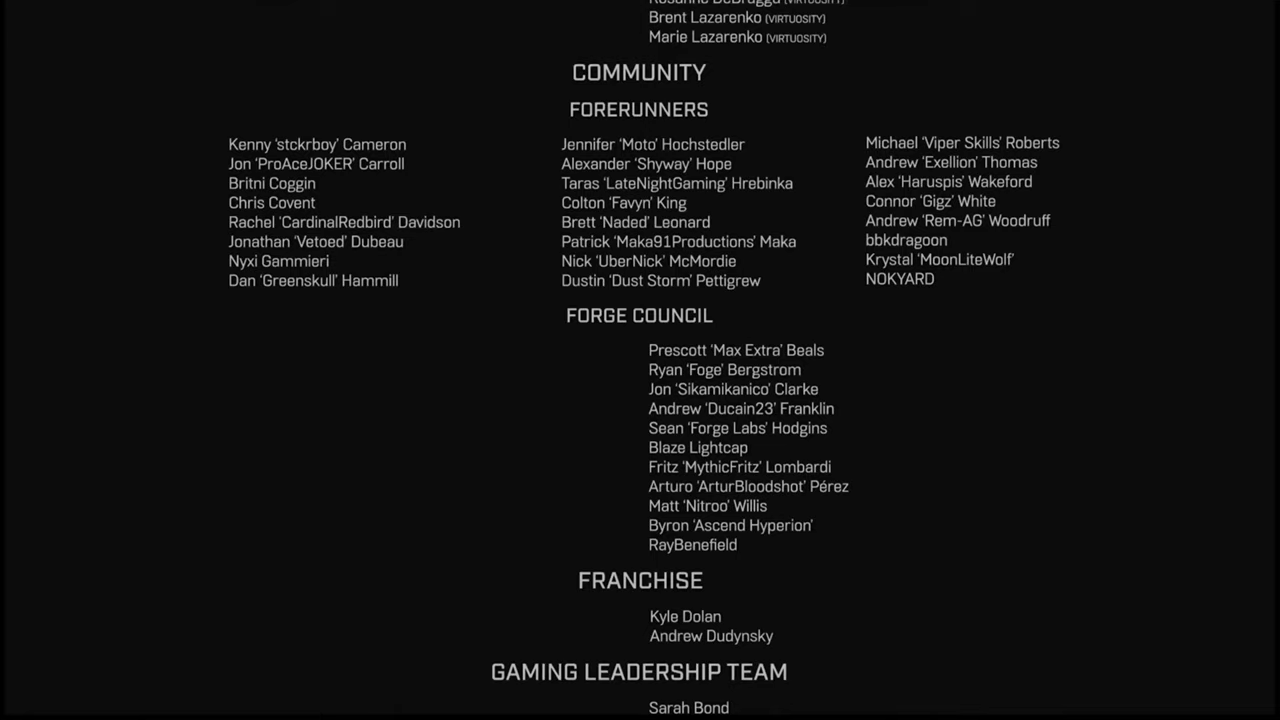 Rosanne DeBrugga (VIRTUOSITY)
Brent Lazarenko (VIRTUOSITY)
Marie Lazarenko (VIRTUOSITY)
COMMUNITY
FORERUNNERS
Kenny ‘stckrboy’ Cameron
Jon ‘ProAceJOKER’ Carroll
Britni Coggin
Chris Covent
Rachel ‘CardinalRedbird’ Davidson
Jonathan ‘Vetoed’ Dubeau
Nyxi Gammieri
Dan ‘Greenskull’ Hammill
Jennifer ‘Moto’ Hochstedler
Alexander ‘Shyway’ Hope
Taras ‘LateNightGaming’ Hrebinka
Colton ‘Favyn’ King
Brett ‘Naded’ Leonard
Patrick ‘Maka91Productions’ Maka
Nick ‘UberNick’ McMordie
Dustin ‘Dust Storm’ Pettigrew
Michael ‘Viper Skills’ Roberts
Andrew ‘Exellion’ Thomas
Alex ‘Haruspis’ Wakeford
Connor ‘Gigz’ White
Andrew ‘Rem-AG’ Woodruff
bbkdragoon
Krystal ‘MoonLiteWolf’
NOKYARD
FORGE COUNCIL
Prescott ‘Max Extra’ Beals
Ryan ‘Foge’ Bergstrom
Jon ‘Sikamikanico’ Clarke
Andrew ‘Ducain23’ Franklin
Sean ‘Forge Labs’ Hodgins
Blaze Lightcap
Fritz ‘MythicFritz’ Lombardi
Arturo ‘ArturBloodshot’ Pérez
Matt ‘Nitroo’ Willis
Byron ‘Ascend Hyperion’
RayBenefield
FRANCHISE
Kyle Dolan
Andrew Dudynsky
GAMING LEADERSHIP TEAM
Sarah Bond